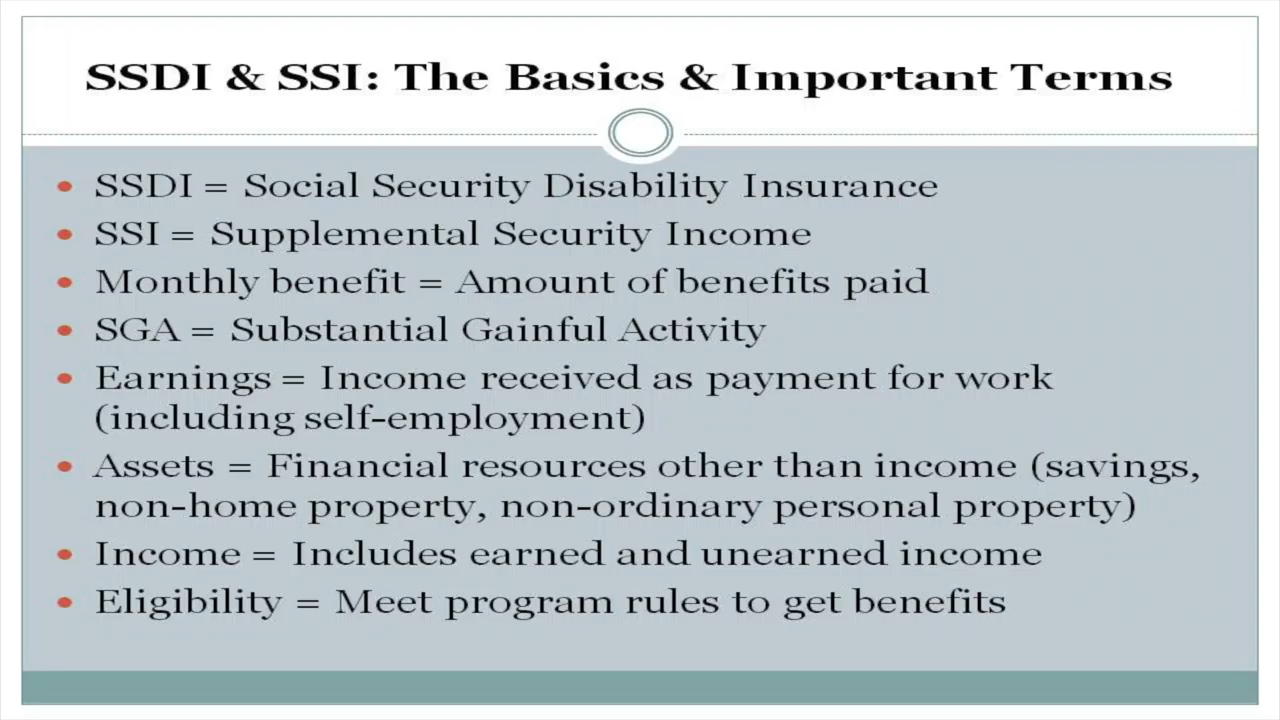 SSDI & SSI: The Basics & Important Terms
• SSDI = Social Security Disability Insurance
• SSI = Supplemental Security Income
• Monthly benefit = Amount of benefits paid
• SGA = Substantial Gainful Activity
• Earnings = Income received as payment for work
(including self-employment)
• Assets = Financial resources other than income (savings,
non-home property, non-ordinary personal property)
• Income = Includes earned and unearned income
• Eligibility = Meet program rules to get benefits